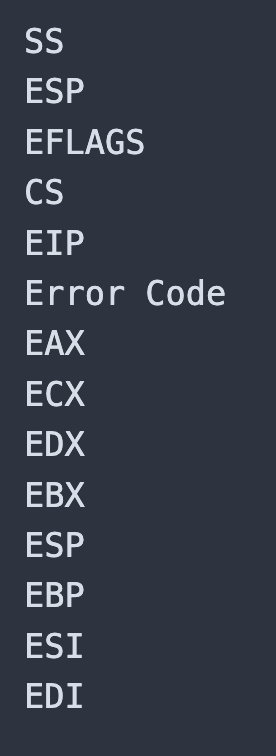 SS
ESP
EFLAGS
CS
EIP
Error Code
EAX
ECX
EDX
EBX
ESP
EBP
ESI
EDI